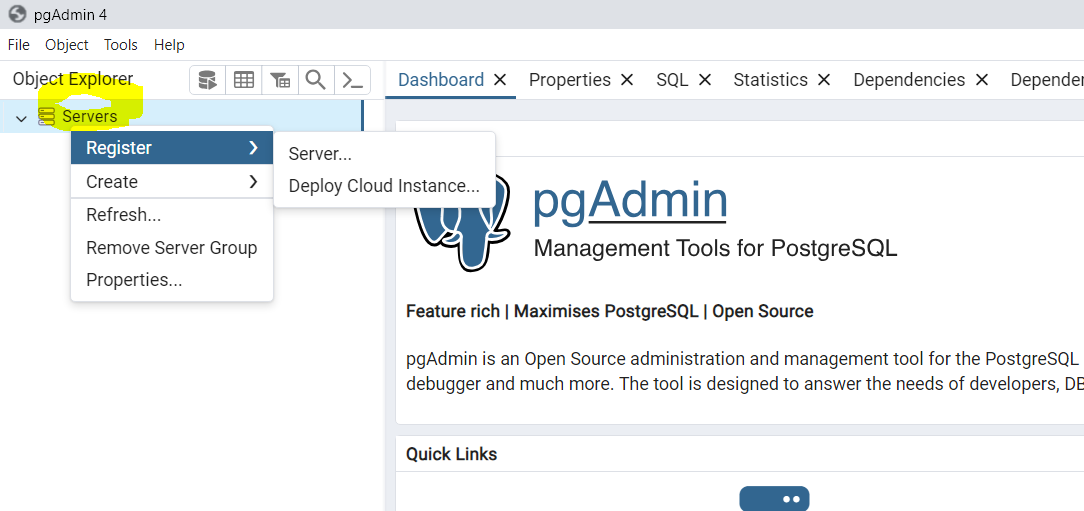 pgAdmin 4
File Object Tools Help
Object Explorer
Dashboard Properties SQL Statistics Dependencies Dependen
Servers
Register
Create
Refresh...
Remove Server Group
Properties...
Server...
Deploy Cloud Instance...
pgAdmin
Management Tools for PostgreSQL
Feature rich | Maximises PostgreSQL | Open Source
pgAdmin is an Open Source administration and management tool for the PostgreSQL
debugger and much more. The tool is designed to answer the needs of developers, DB
Quick Links